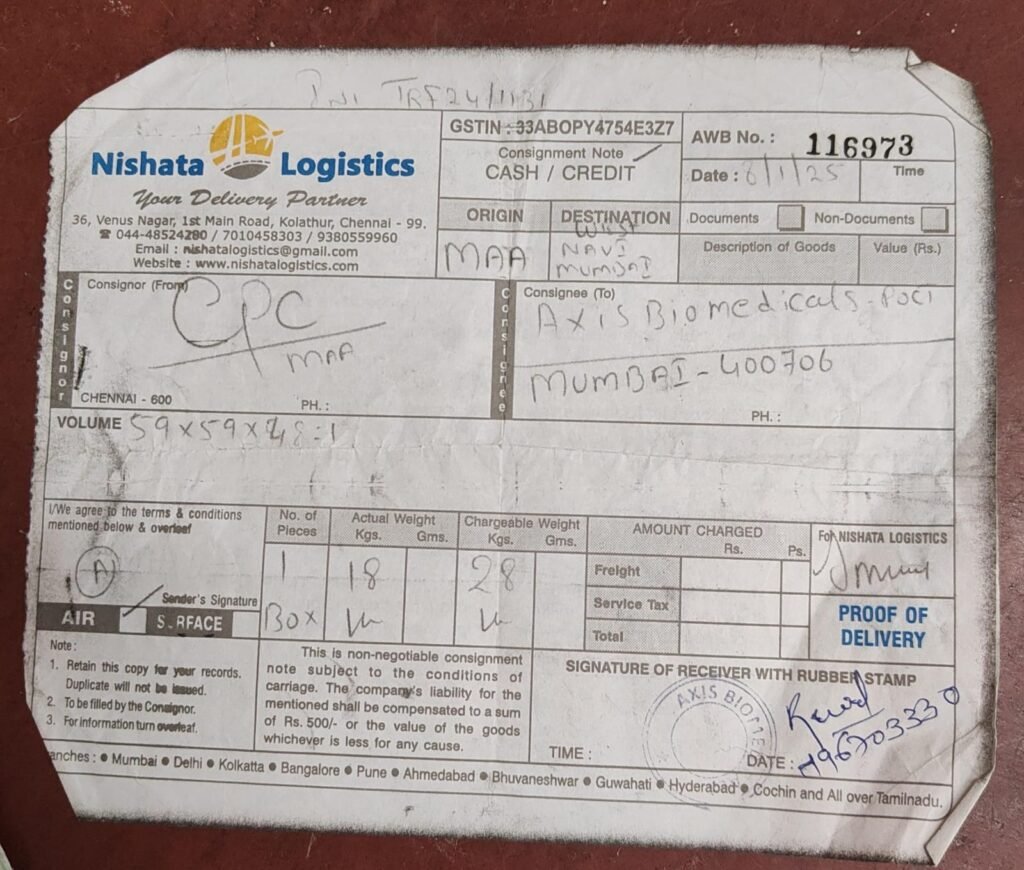 TRF24/1131
Nishata Logistics
Your Delivery Partner
36, Venus Nagar, 1st Main Road, Kolathur, Chennai - 99.
☎ 044-48524280 / 7010458303 / 9380559960
Email : nishatalogistics@gmail.com
Website : www.nishatalogistics.com
GSTIN : 33ABOPY4754E3Z7
Consignment Note
CASH / CREDIT
AWB No. : 116973
Date : 8/1/25 Time
ORIGIN DESTINATION
MAA
NAVI
MUMBAI
Documents Non-Documents
Description of Goods Value (Rs.)
Consignor
Consignor (From)
CPC
MAA
CHENNAI - 600 PH. :
Consignee
Consignee (To)
Axis Biomedicals - POCT
MUMBAI - 400706
PH. :
VOLUME 59x59x48=1
I/We agree to the terms & conditions
mentioned below & overleaf
A
Sender's Signature
AIR SURFACE
No. of Pieces
1
Box
Actual Weight
Kgs. Gms.
18
Chargeable Weight
Kgs. Gms.
28
AMOUNT CHARGED
Rs. Ps.
Freight
Service Tax
Total
For NISHATA LOGISTICS
PROOF OF
DELIVERY
Note :
1. Retain this copy for your records.
Duplicate will not be issued.
2. To be filled by the Consignor.
3. For information turn overleaf.
This is non-negotiable consignment
note subject to the conditions of
carriage. The company's liability for the
mentioned shall be compensated to a sum
of Rs. 500/- or the value of the goods
whichever is less for any cause.
SIGNATURE OF RECEIVER WITH RUBBER STAMP
AXIS BIOMED
TIME : DATE :
anches : ● Mumbai ● Delhi ● Kolkatta ● Bangalore ● Pune ● Ahmedabad ● Bhuvaneshwar ● Guwahati ● Hyderabad ● Cochin and All over Tamilnadu.